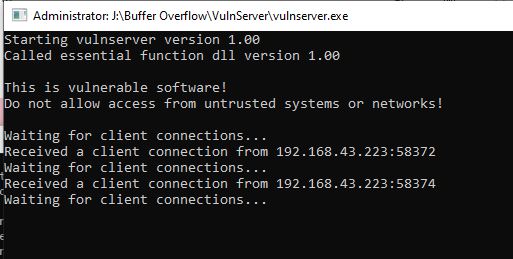 Administrator: J:\Buffer Overflow\VulnServer\vulnserver.exe
Starting vulnserver version 1.00
Called essential function dll version 1.00
This is vulnerable software!
Do not allow access from untrusted systems or networks!
Waiting for client connections...
Received a client connection from 192.168.43.223:58372
Waiting for client connections...
Received a client connection from 192.168.43.223:58374
Waiting for client connections...